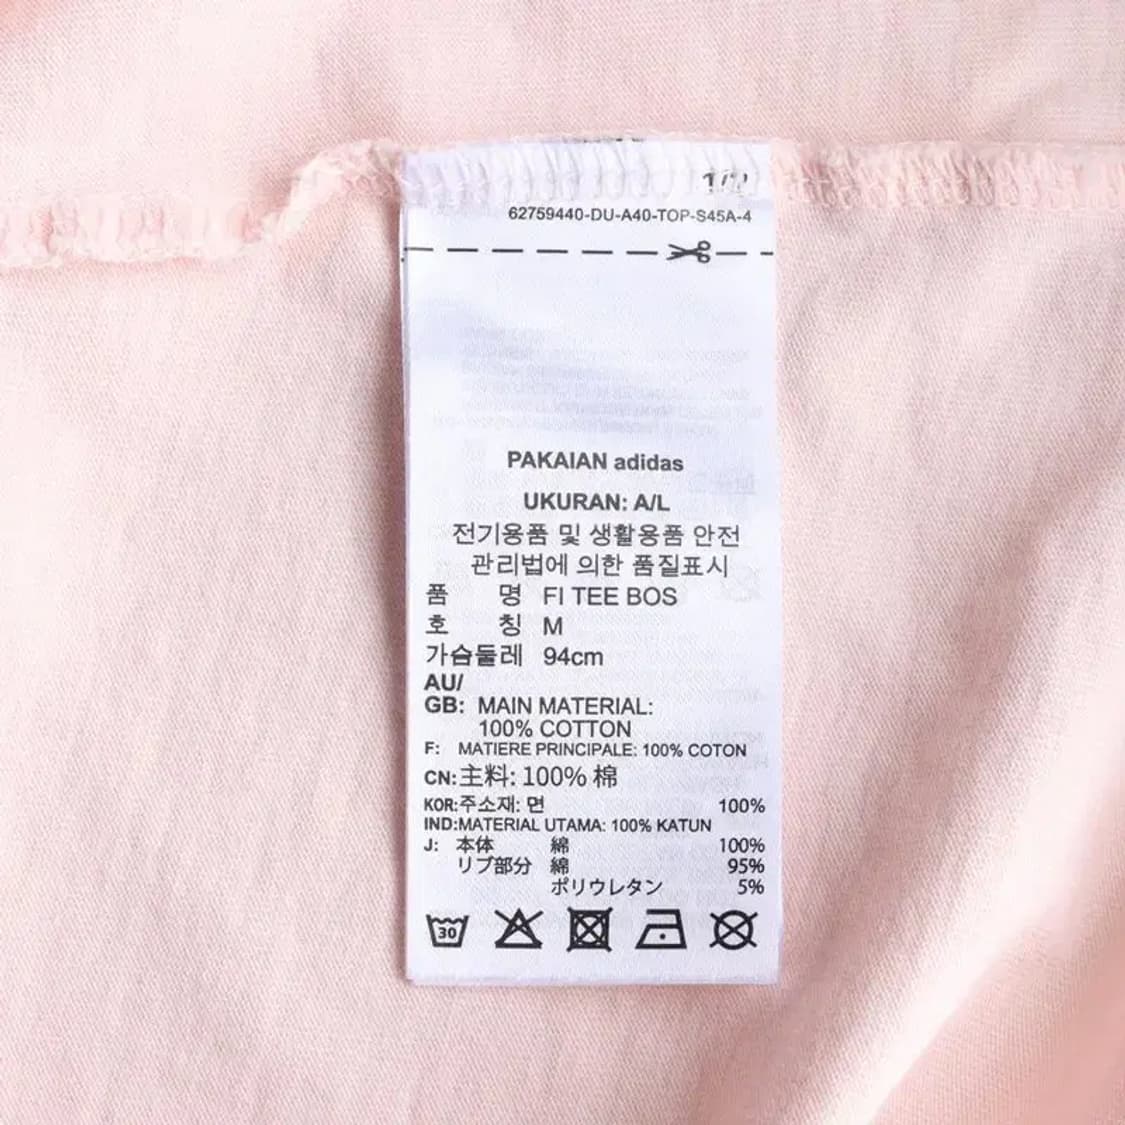 1/2
62759440-DU-A40-TOP-S45A-4
PAKAIAN adidas
UKURAN: A/L
전기용품 및 생활용품 안전
관리법에 의한 품질표시
품 명 FI TEE BOS
호 칭 M
가슴둘레 94cm
AU/
GB: MAIN MATERIAL:
100% COTTON
F: MATIERE PRINCIPALE: 100% COTON
CN:主料: 100% 棉
KOR:주소재: 면 100%
IND:MATERIAL UTAMA: 100% KATUN
J: 本体 綿 100%
リブ部分 綿 95%
ポリウレタン 5%
30